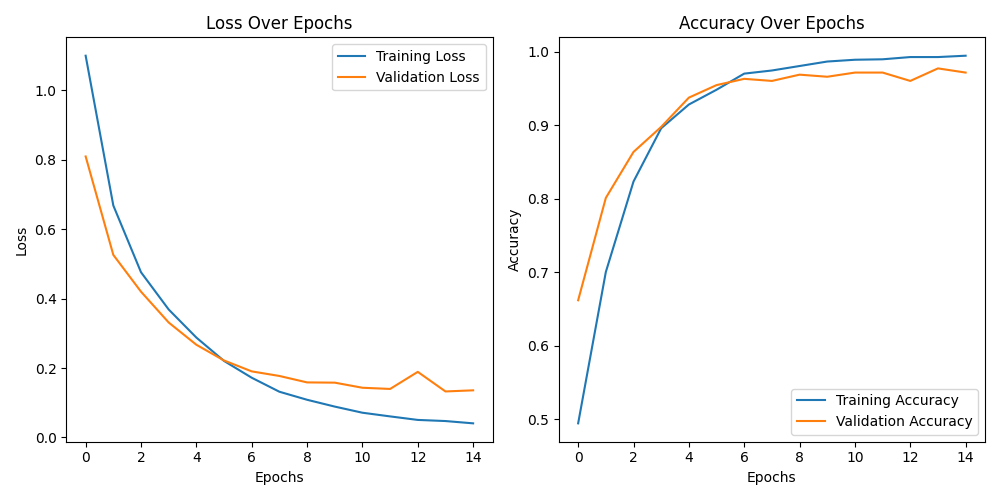 Loss Over Epochs
Training Loss
Validation Loss
1.0
0.8
0.6
0.4
0.2
0.0
Loss
0 2 4 6 8 10 12 14
Epochs
Accuracy Over Epochs
1.0
0.9
0.8
0.7
0.6
0.5
Accuracy
Training Accuracy
Validation Accuracy
0 2 4 6 8 10 12 14
Epochs